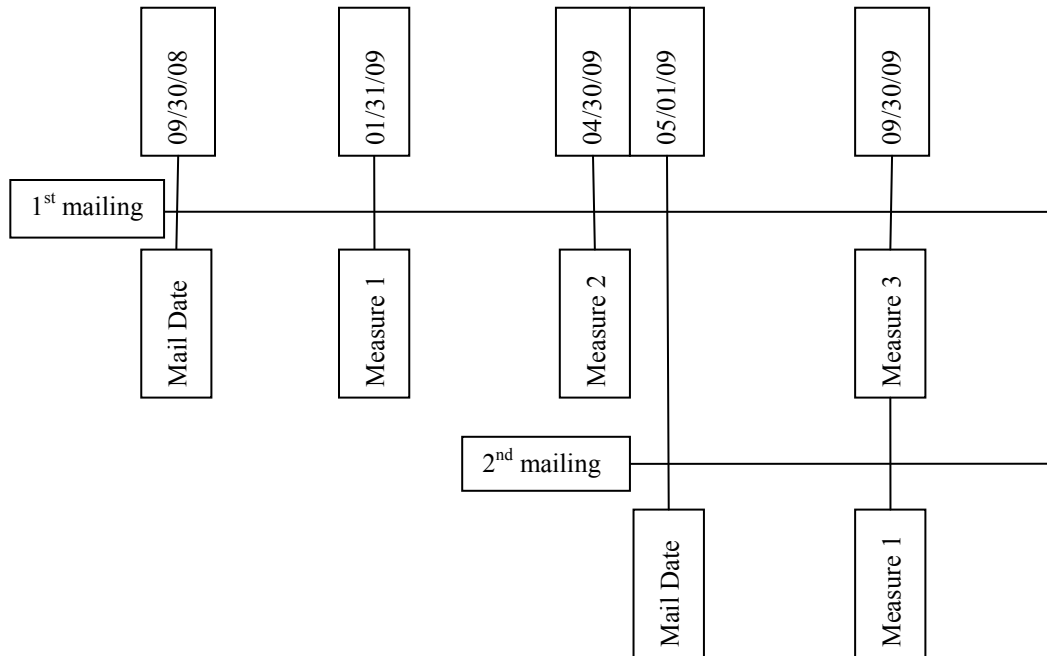 09/30/08
01/31/09
04/30/09
05/01/09
09/30/09
1st mailing
Mail Date
Measure 1
Measure 2
Measure 3
2nd mailing
Mail Date
Measure 1